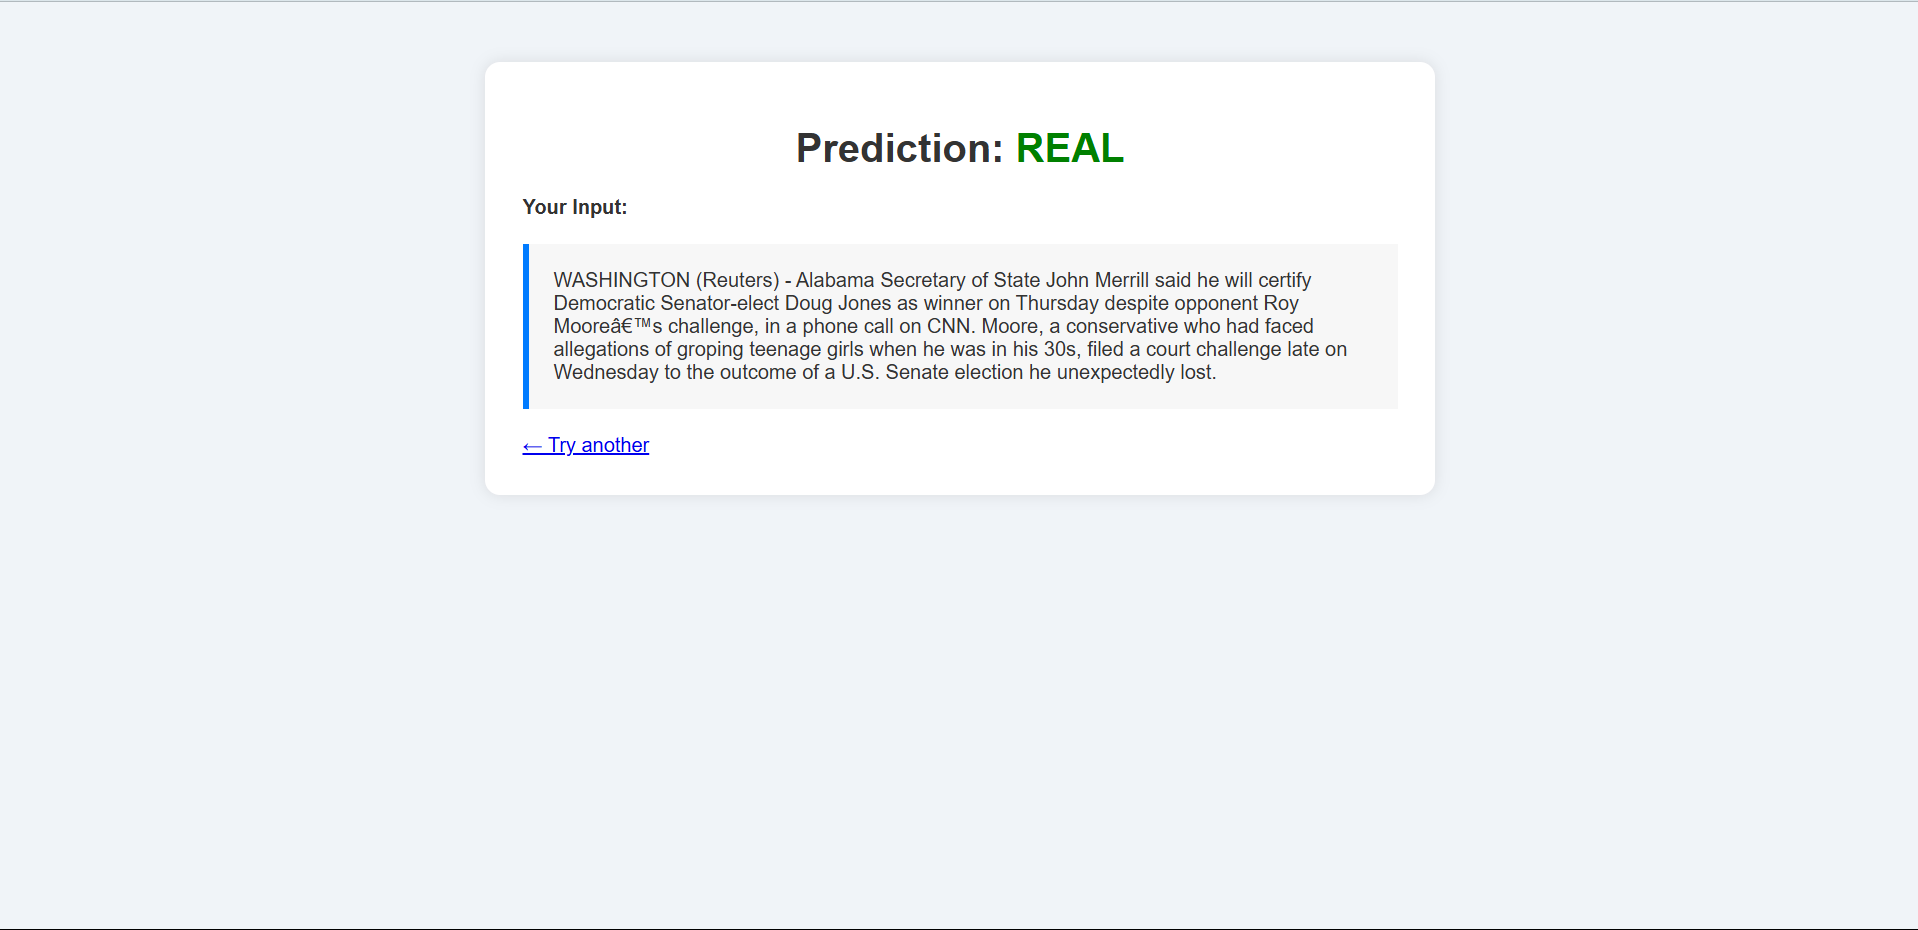 Prediction: REAL
Your Input:
WASHINGTON (Reuters) - Alabama Secretary of State John Merrill said he will certify
Democratic Senator-elect Doug Jones as winner on Thursday despite opponent Roy
Mooreâ€™s challenge, in a phone call on CNN. Moore, a conservative who had faced
allegations of groping teenage girls when he was in his 30s, filed a court challenge late on
Wednesday to the outcome of a U.S. Senate election he unexpectedly lost.
← Try another